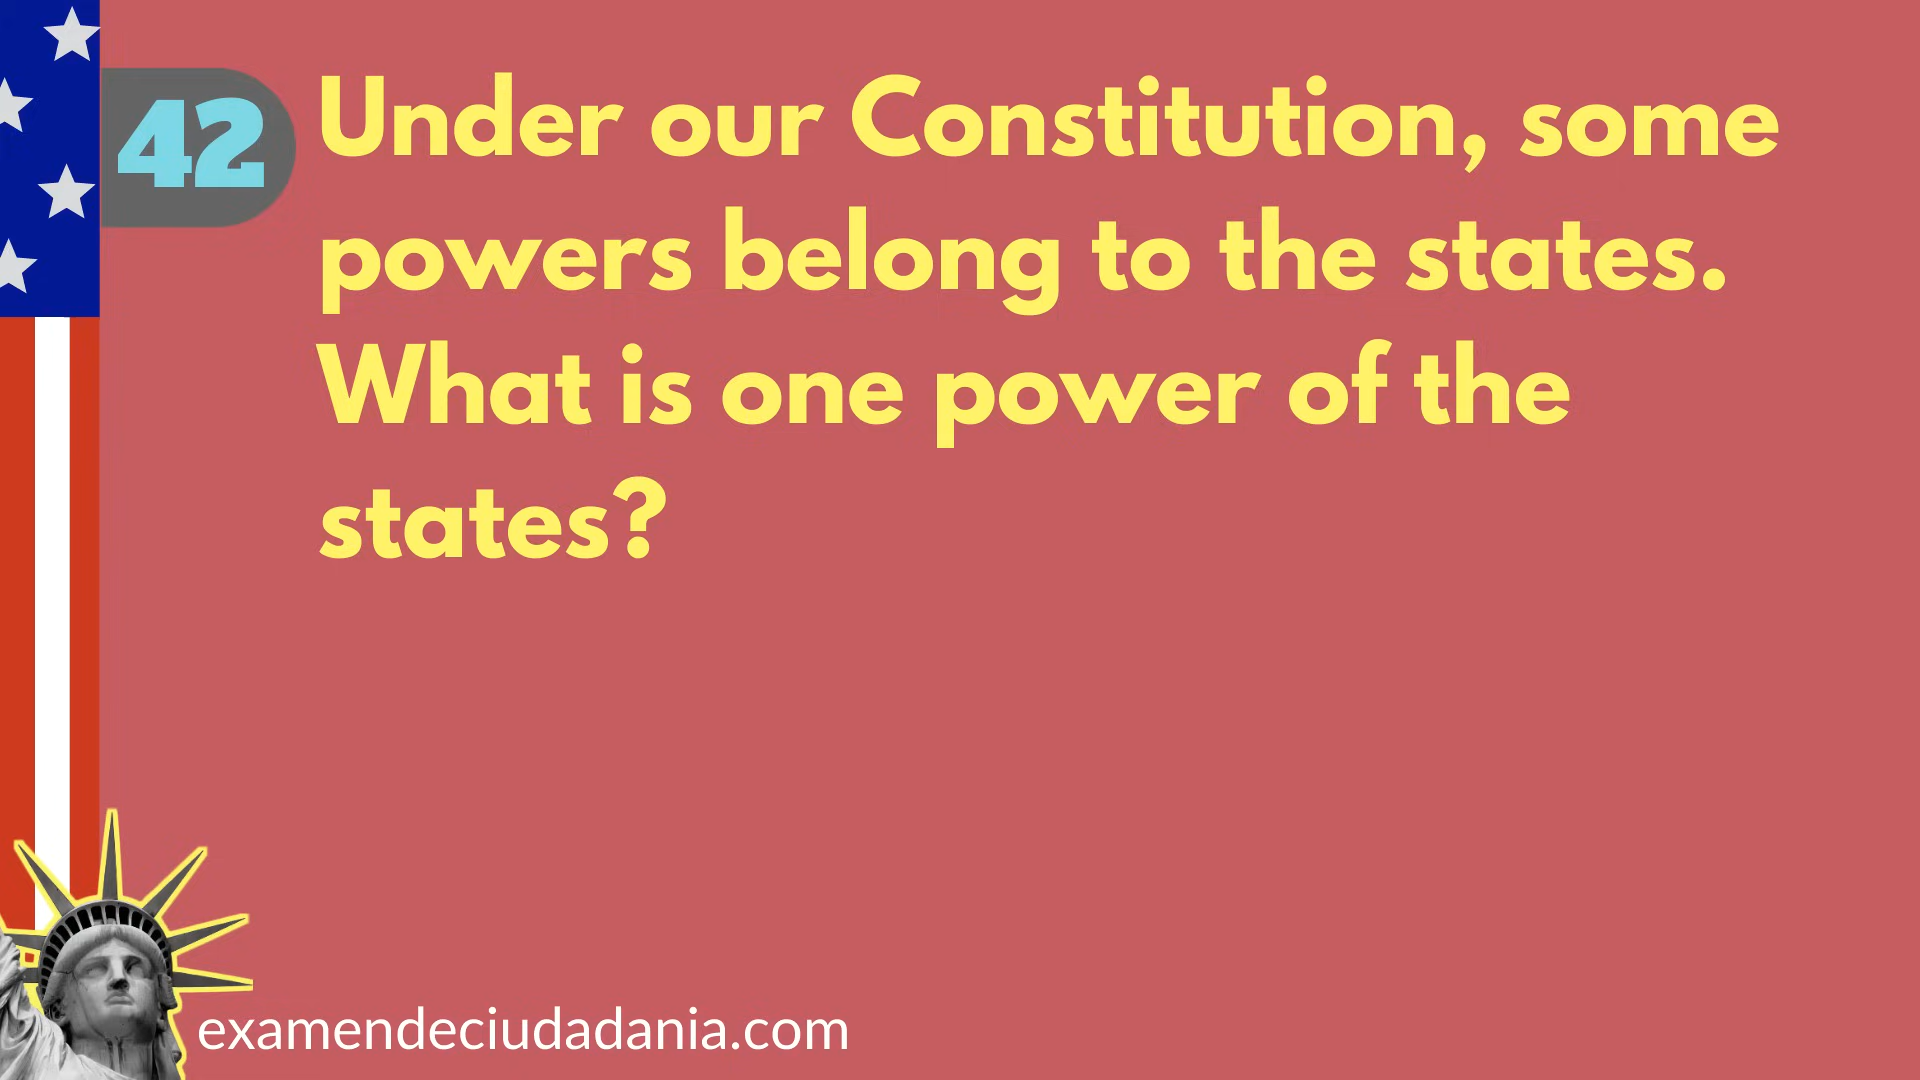 42
Under our Constitution, some
powers belong to the states.
What is one power of the
states?
examendeciudadania.com